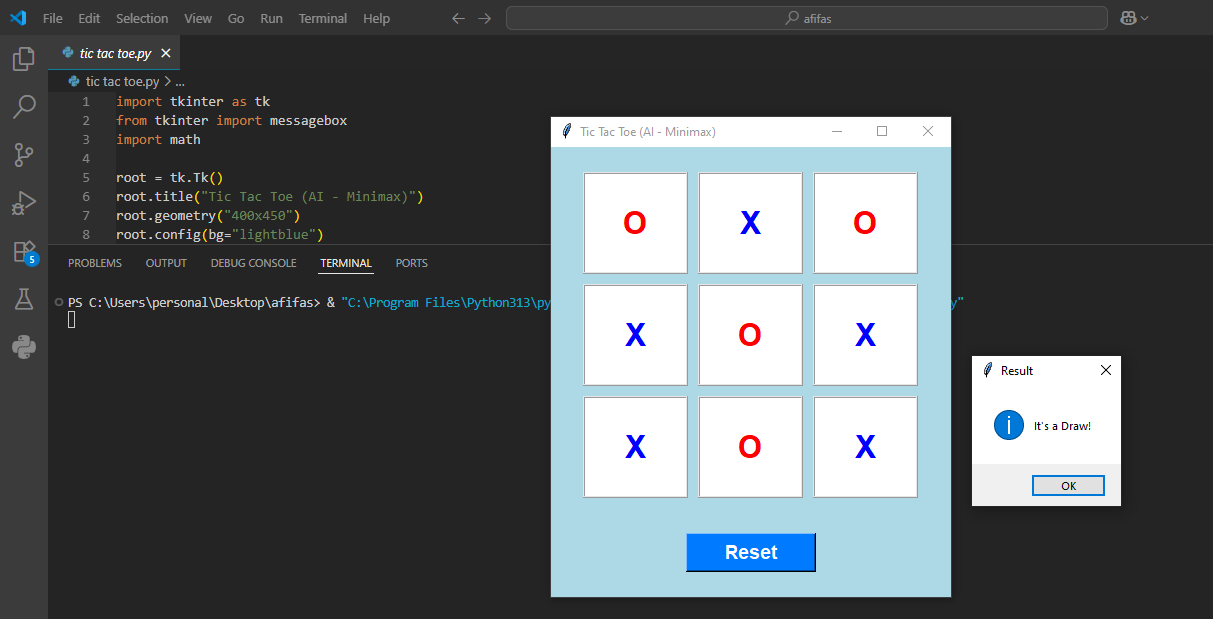 File Edit Selection View Go Run Terminal Help
afifas
tic tac toe.py
tic tac toe.py > ...
1 import tkinter as tk
2 from tkinter import messagebox
3 import math
4
5 root = tk.Tk()
6 root.title("Tic Tac Toe (AI - Minimax)")
7 root.geometry("400x450")
8 root.config(bg="lightblue")
PROBLEMS OUTPUT DEBUG CONSOLE TERMINAL PORTS
PS C:\Users\personal\Desktop\afifas> & "C:\Program Files\Python313\py
y"
5
Tic Tac Toe (AI - Minimax)
O X O
X O X
X O X
Reset
Result
It's a Draw!
OK